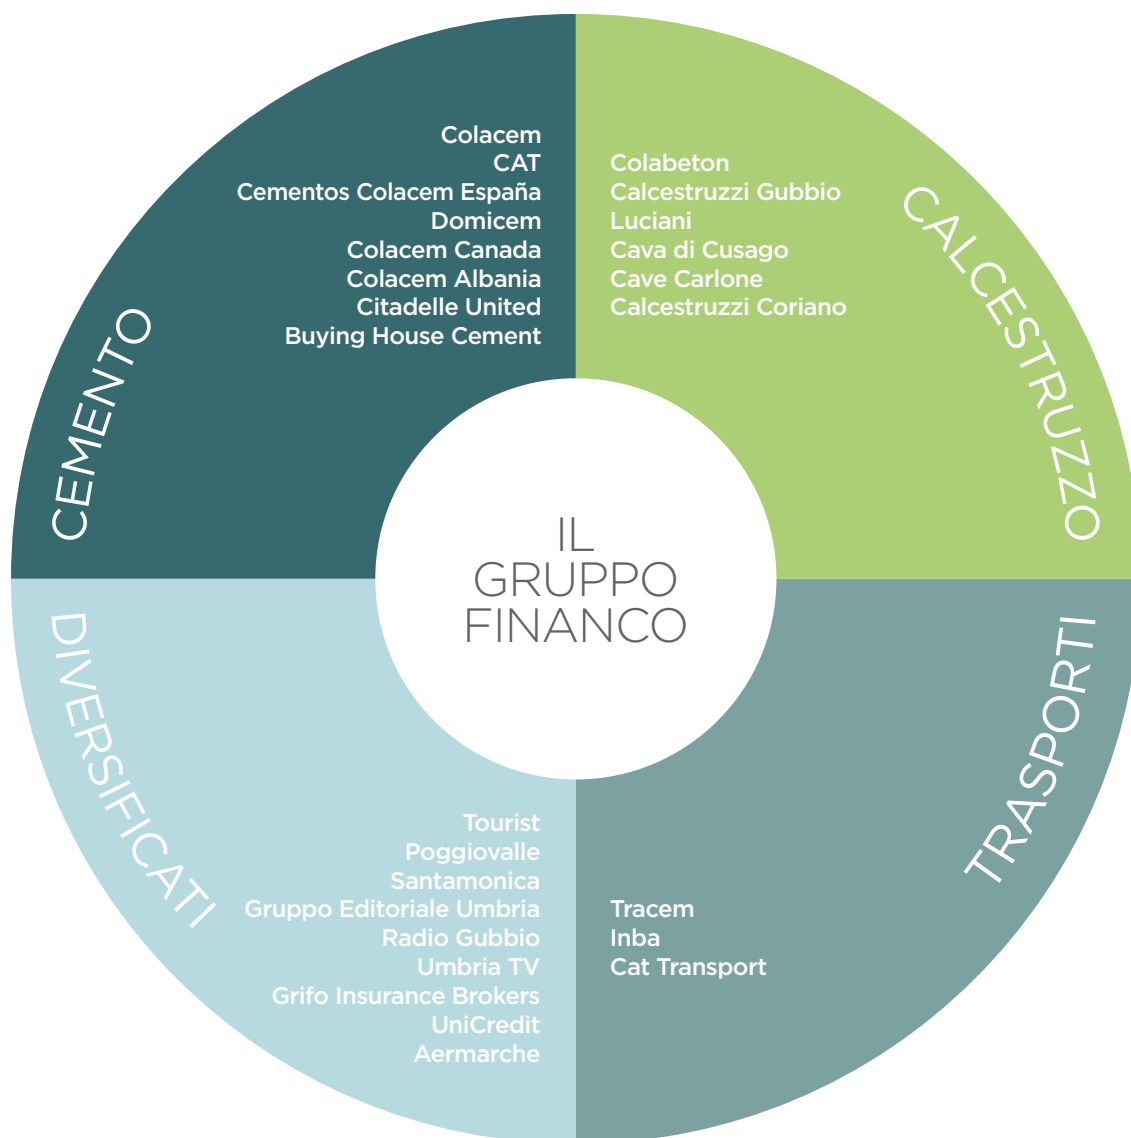 CEMENTO
Colacem
CAT
Cementos Colacem España
Domicem
Colacem Canada
Colacem Albania
Citadelle United
Buying House Cement
CALCESTRUZZO
Colabeton
Calcestruzzi Gubbio
Luciani
Cava di Cusago
Cave Carlone
Calcestruzzi Coriano
IL
GRUPPO
FINANCO
DIVERSIFICATI
Tourist
Poggiovalle
Santamonica
Gruppo Editoriale Umbria
Radio Gubbio
Umbria TV
Grifo Insurance Brokers
UniCredit
Aermarche
TRASPORTI
Tracem
Inba
Cat Transport